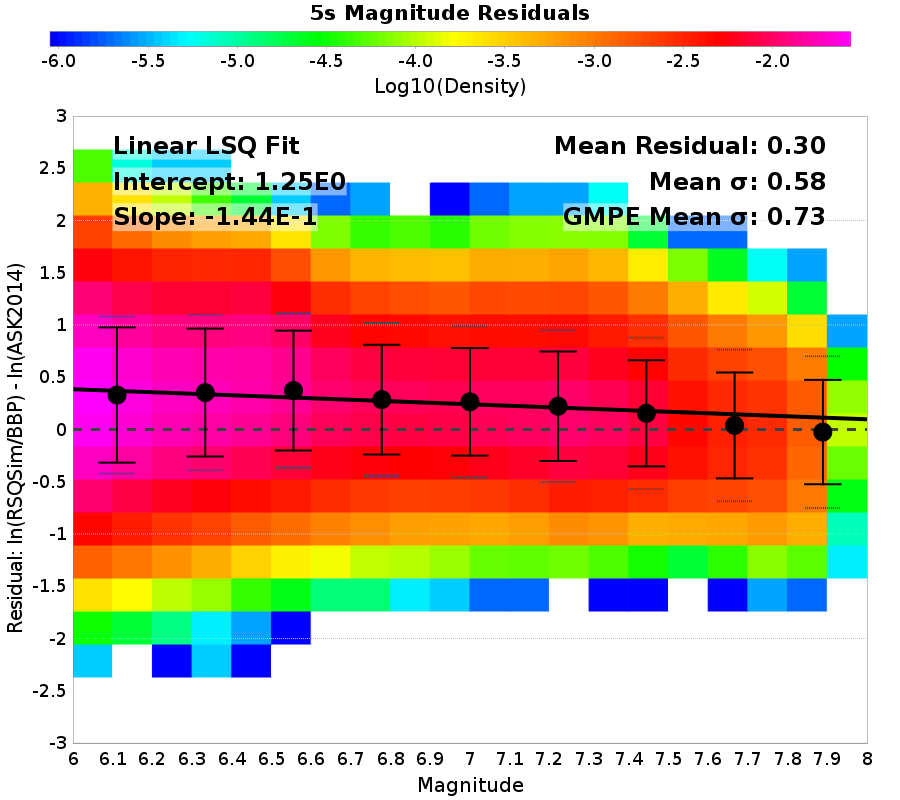 5s Magnitude Residuals
-6.0 -5.5 -5.0 -4.5 -4.0 -3.5 -3.0 -2.5 -2.0
Log10(Density)
Linear LSQ Fit
Intercept: 1.25E0
Slope: -1.44E-1
Mean Residual: 0.30
Mean σ: 0.58
GMPE Mean σ: 0.73
Residual: ln(RSQSim/BBP) - ln(ASK2014)
3
2.5
2
1.5
1
0.5
0
-0.5
-1
-1.5
-2
-2.5
-3
6 6.1 6.2 6.3 6.4 6.5 6.6 6.7 6.8 6.9 7 7.1 7.2 7.3 7.4 7.5 7.6 7.7 7.8 7.9 8
Magnitude